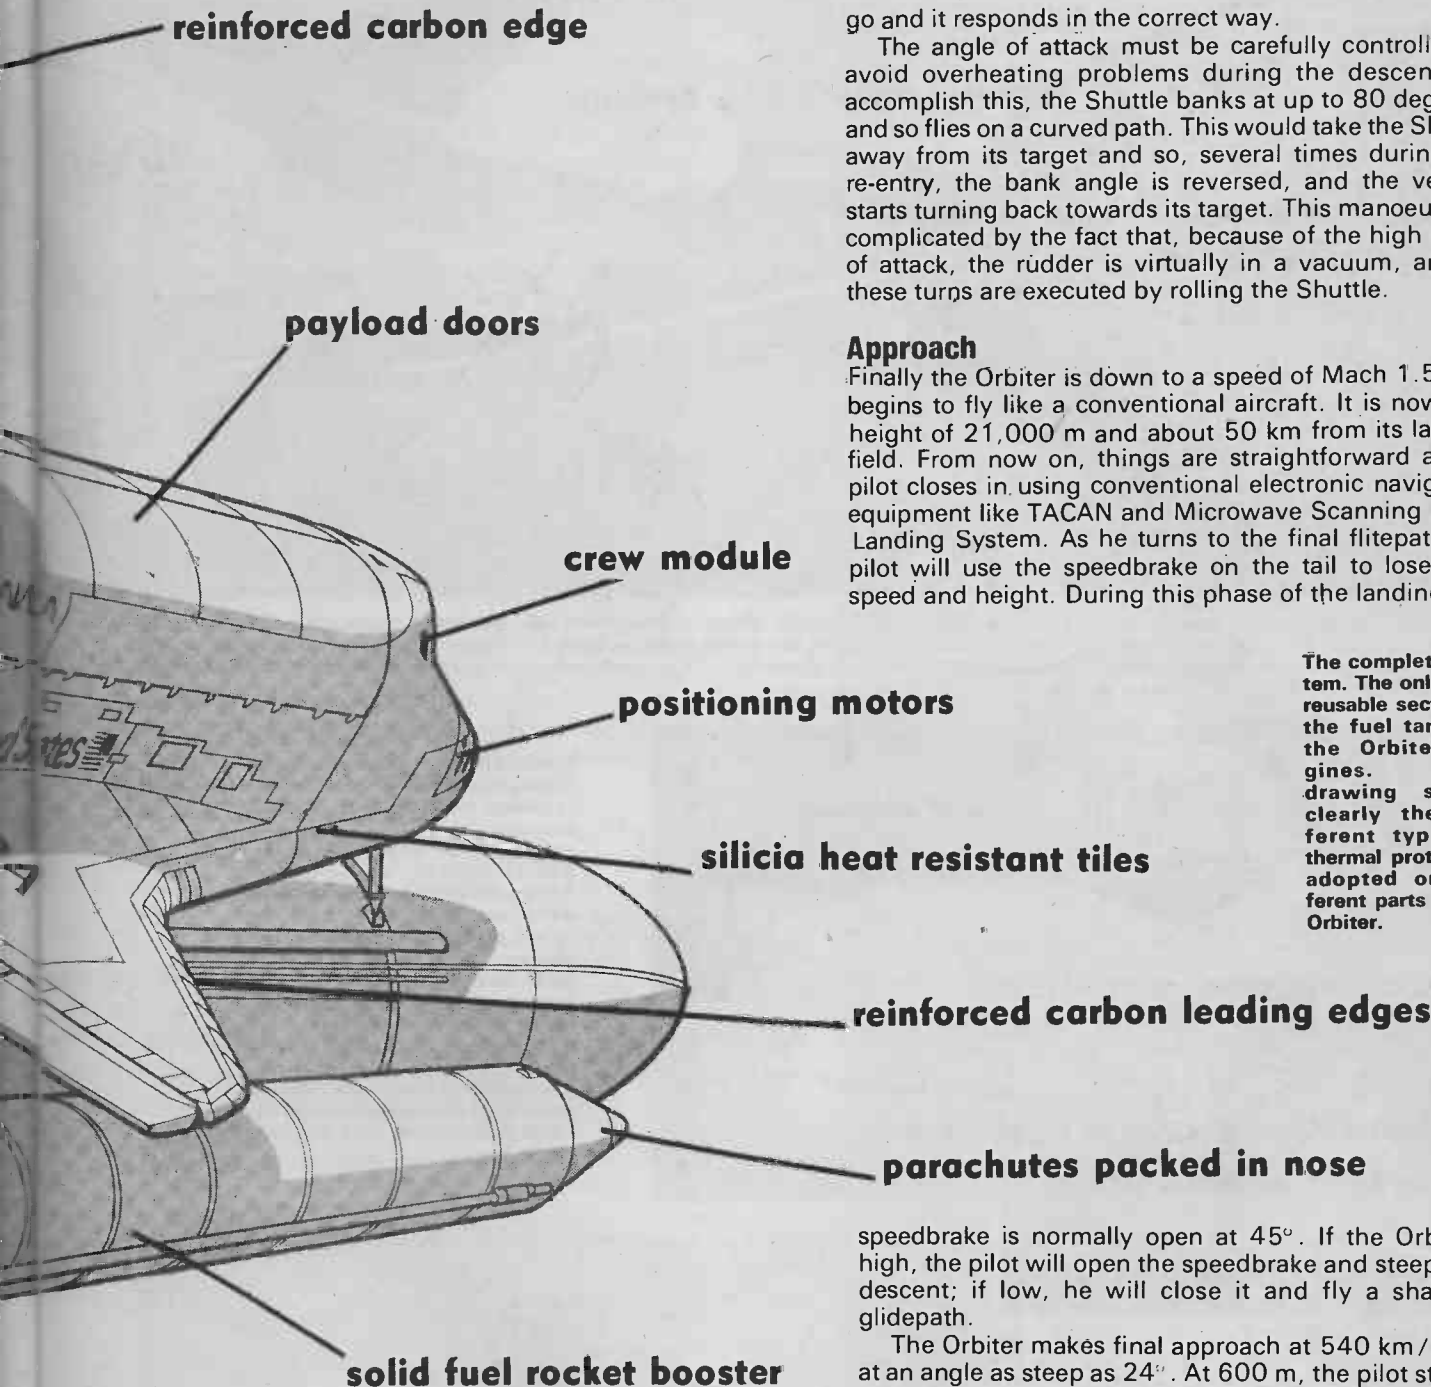 reinforced carbon edge
payload doors
crew module
positioning motors
silicia heat resistant tiles
reinforced carbon leading edges
parachutes packed in nose
solid fuel rocket booster
go and it responds in the correct way.
The angle of attack must be carefully controll
avoid overheating problems during the descen
accomplish this, the Shuttle banks at up to 80 deg
and so flies on a curved path. This would take the Sh
away from its target and so, several times durin
re-entry, the bank angle is reversed, and the ve
starts turning back towards its target. This manoeu
complicated by the fact that, because of the high
of attack, the rudder is virtually in a vacuum, an
these turns are executed by rolling the Shuttle.
Approach
Finally the Orbiter is down to a speed of Mach 1.5
begins to fly like a conventional aircraft. It is now
height of 21,000 m and about 50 km from its la
field. From now on, things are straightforward a
pilot closes in using conventional electronic navig
equipment like TACAN and Microwave Scanning
Landing System. As he turns to the final flitepat
pilot will use the speedbrake on the tail to lose
speed and height. During this phase of the landin
The complet
tem. The onl
reusable sec
the fuel tan
the Orbite
gines.
drawing s
clearly the
ferent typ
thermal prot
adopted or
ferent parts
Orbiter.
speedbrake is normally open at 45°. If the Orb
high, the pilot will open the speedbrake and steep
descent; if low, he will close it and fly a sha
glidepath.
The Orbiter makes final approach at 540 km/
at an angle as steep as 24°. At 600 m, the pilot st